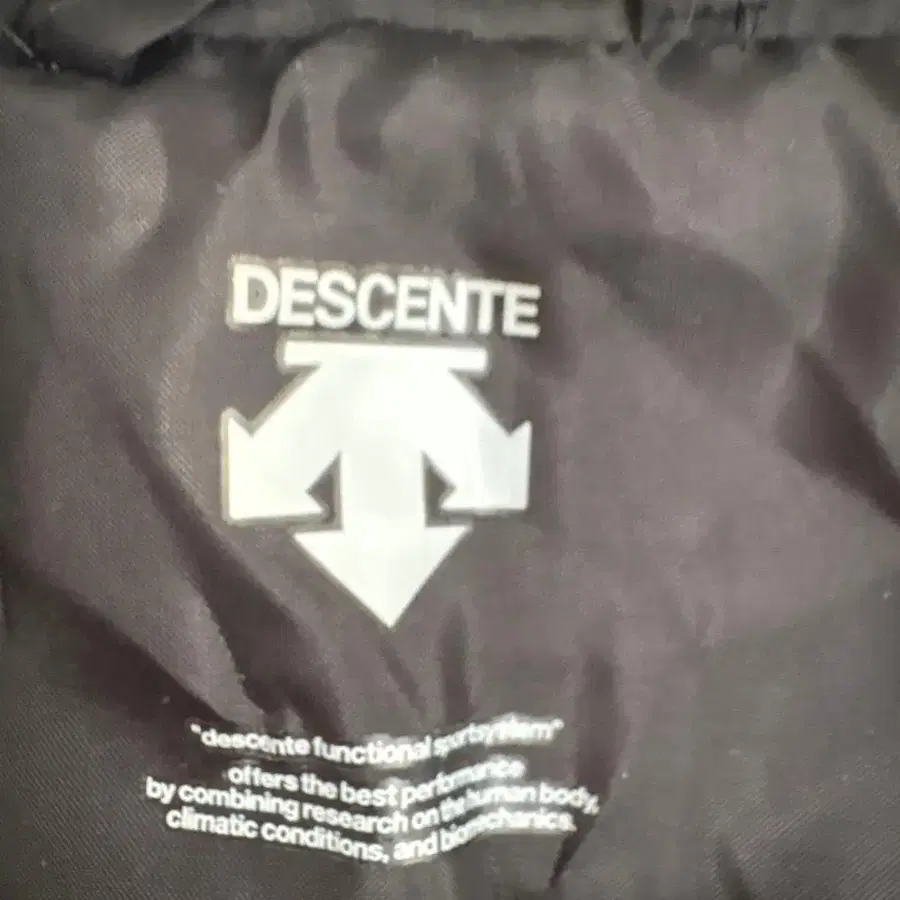 DESCENTE
"descente functional sportsystem"
offers the best performance
by combining research on the human body,
climatic conditions, and biomechanics.